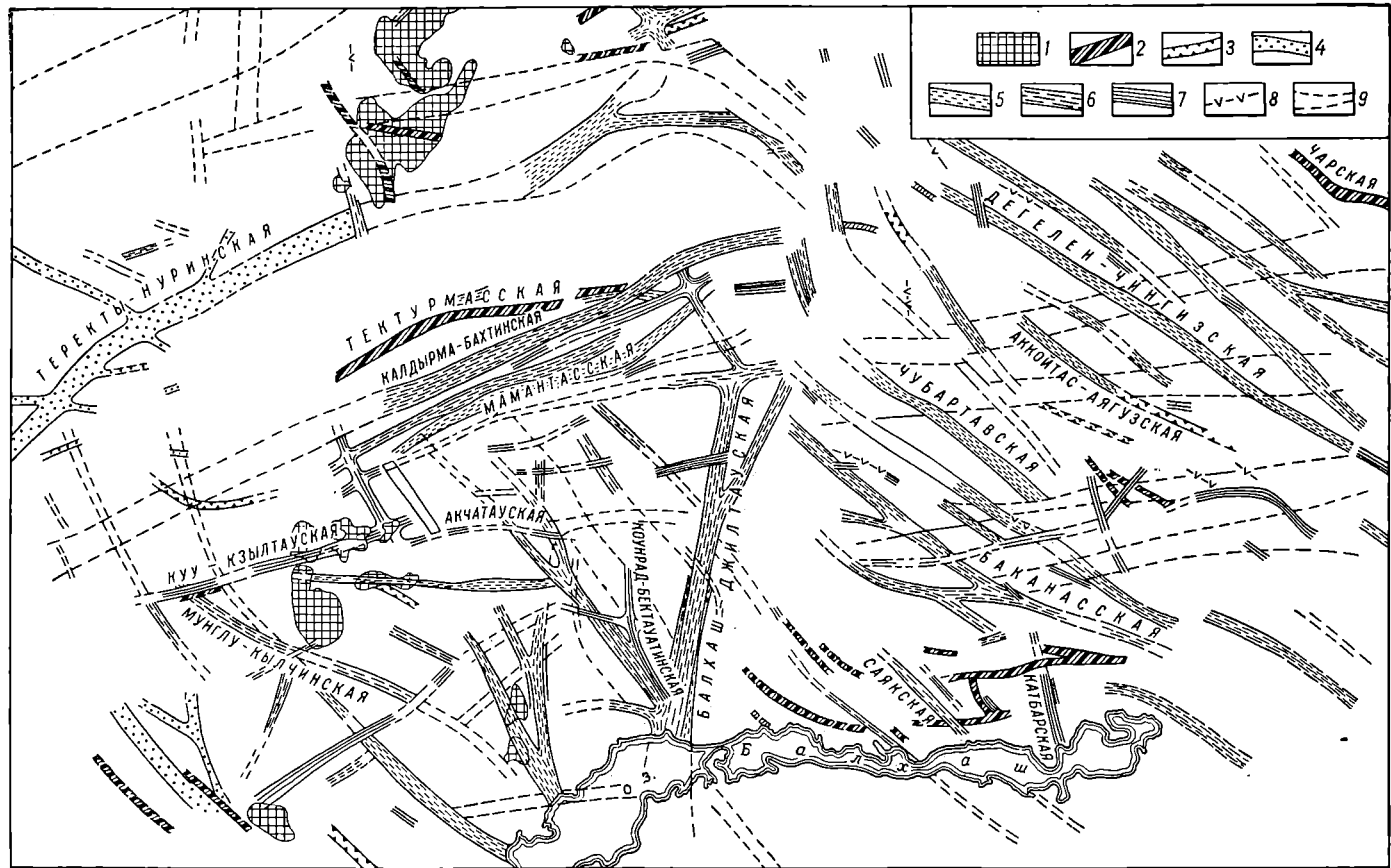 1 2 3 4
5 6 7 8 9
ЧАРСКАЯ
ТЕРЕКТЫ-НУРИНСКАЯ
ДЕГЕЛЕН-ЧИНГИЗСКАЯ
ТЕКТУРМАССКАЯ
КАЛДЫРМА-БАХТИНСКАЯ
МАМАНТАССКАЯ
АККОЙТАС-АЯГУЗСКАЯ
ЧУБАРТАВСКАЯ
АКЧАТАУСКАЯ
КУУ КЗЫЛТАУСКАЯ
КОУНРАД-БЕКТАУАТИНСКАЯ
БАЛХАШ ДЖИЛТАУСКАЯ
БАКАНАССКАЯ
МУНГЛУ-КЫЛЧИНСКАЯ
САЯКСКАЯ
КАТБАРСКАЯ
оз. Балхаш